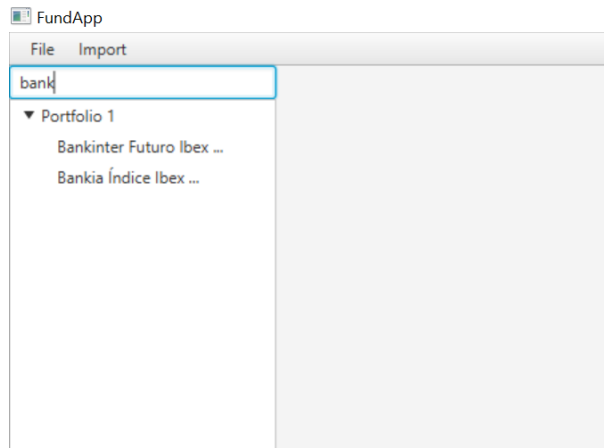 FundApp
File Import
bank
Portfolio 1
Bankinter Futuro Ibex ...
Bankia Índice Ibex ...